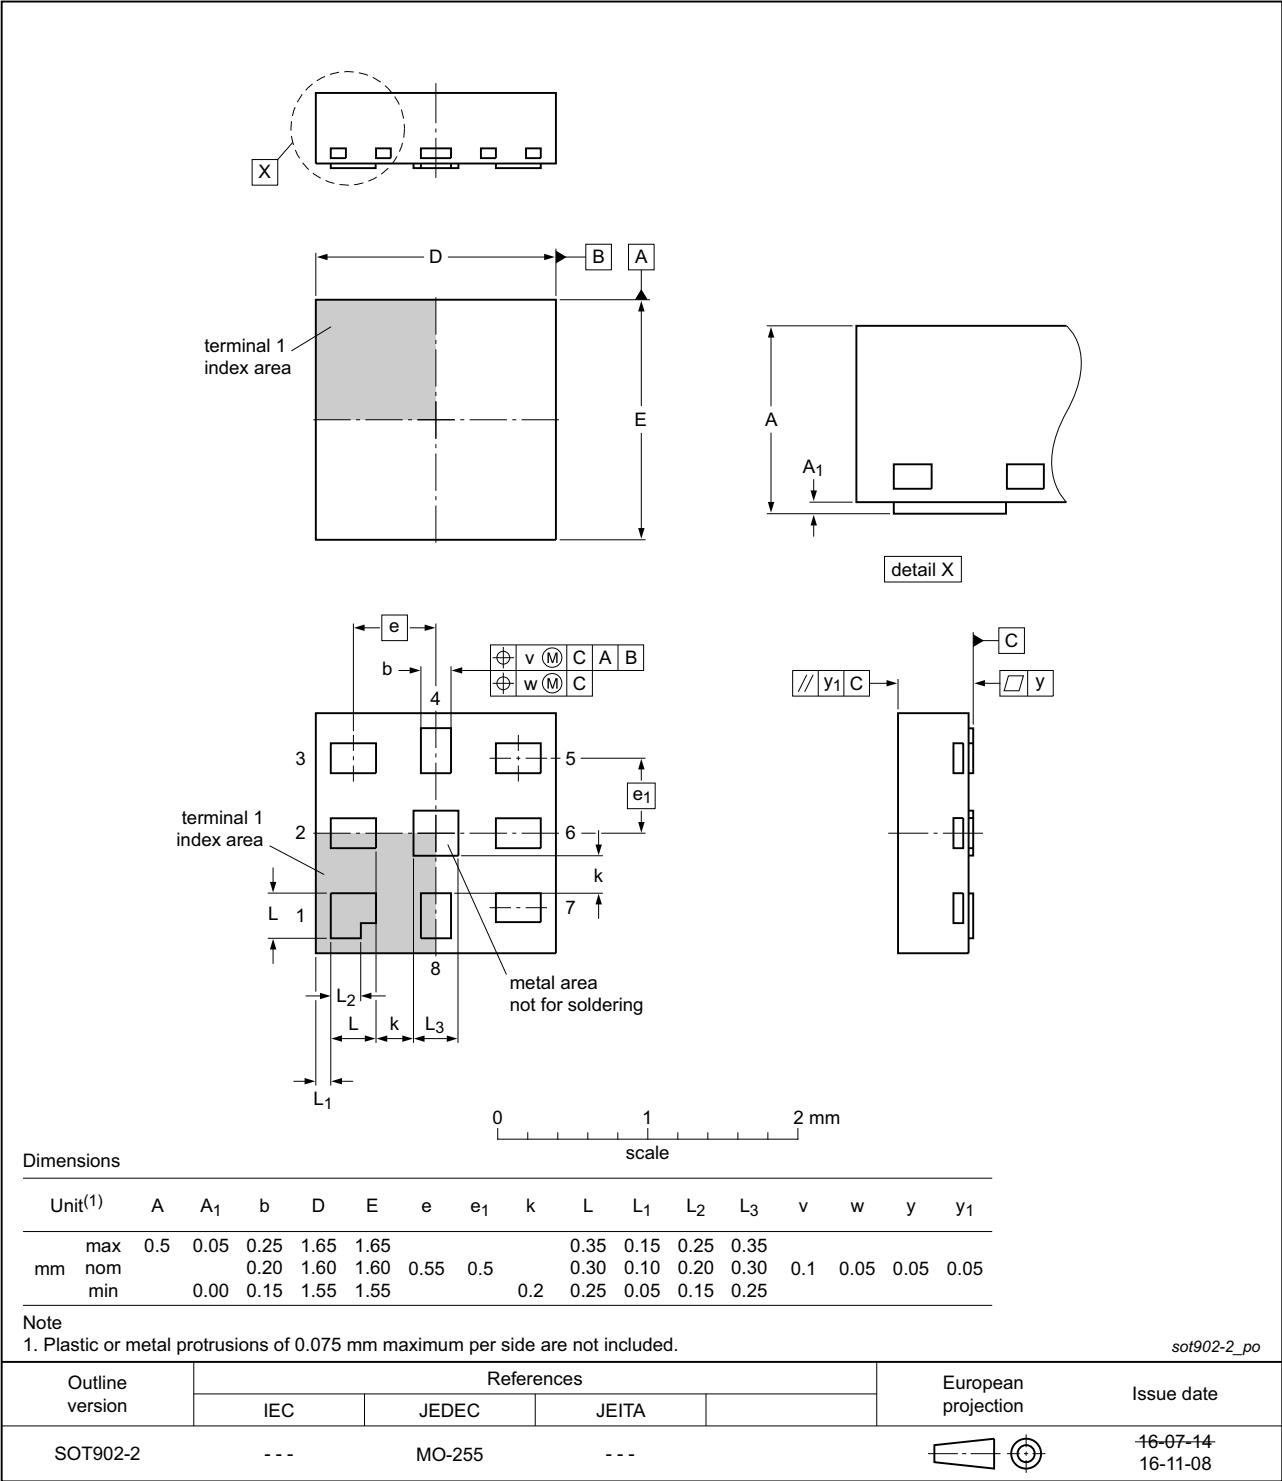 X
D
B
A
terminal 1
index area
E
A
A1
detail X
e
b
v M C A B
w M C
4
C
y1 C
y
3
5
e1
terminal 1
index area
2
6
k
L
1
7
8
metal area
not for soldering
L2
L
k
L3
L1
0 1 2 mm
scale
Dimensions
Unit(1) A A1 b D E e e1 k L L1 L2 L3 v w y y1
max 0.5 0.05 0.25 1.65 1.65 0.35 0.15 0.25 0.35
mm nom 0.20 1.60 1.60 0.55 0.5 0.30 0.10 0.20 0.30 0.1 0.05 0.05 0.05
min 0.00 0.15 1.55 1.55 0.2 0.25 0.05 0.15 0.25
Note
1. Plastic or metal protrusions of 0.075 mm maximum per side are not included.
sot902-2_po
Outline
version
References
IEC JEDEC JEITA
European
projection
Issue date
SOT902-2 - - - MO-255 - - -
16-07-14
16-11-08